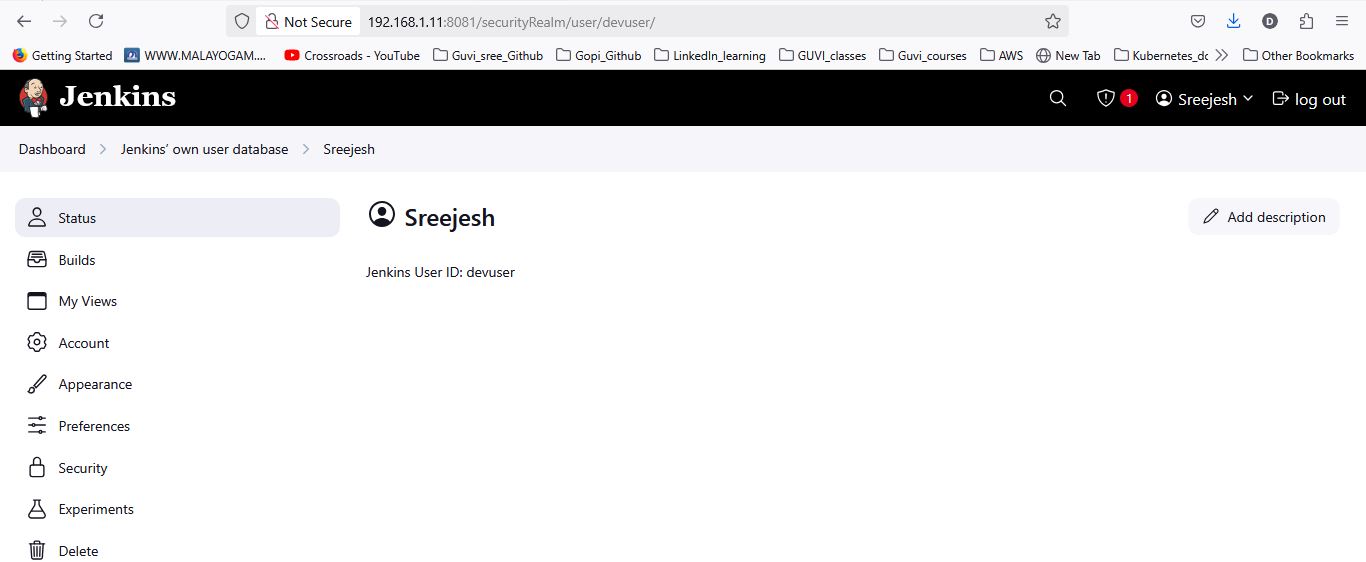 Not Secure 192.168.1.11:8081/securityRealm/user/devuser/ D
Getting Started WWW.MALAYOGAM.... Crossroads - YouTube Guvi_sree_Github Gopi_Github LinkedIn_learning GUVI_classes Guvi_courses AWS New Tab Kubernetes_dc Other Bookmarks
Jenkins 1 Sreejesh log out
Dashboard Jenkins' own user database Sreejesh
Status
Builds
My Views
Account
Appearance
Preferences
Security
Experiments
Delete
Sreejesh
Add description
Jenkins User ID: devuser